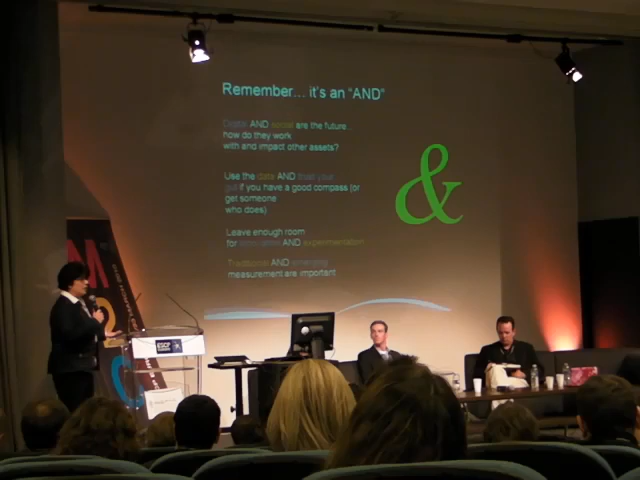 Remember... it's an "AND"
Digital AND social are the future...
how do they work
with and impact other assets?
&
Use the data AND trust your
gut if you have a good compass (or
get someone
who does)
Leave enough room
for innovation AND experimentation
Traditional AND emerging
measurement are important
M
2
ESCP